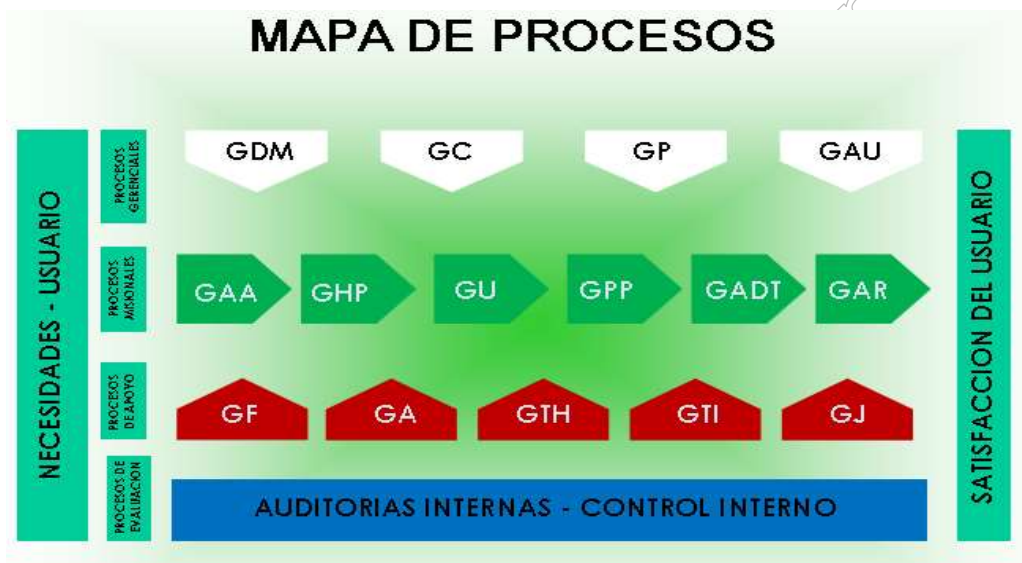 MAPA DE PROCESOS
NECESIDADES - USUARIO
PROCESOS
GERENCIALES
GDM
GC
GP
GAU
PROCESOS
MISIONALES
GAA
GHP
GU
GPP
GADT
GAR
PROCESOS
DE APOYO
GF
GA
GTH
GTI
GJ
PROCESOS DE
EVALUACION
AUDITORIAS INTERNAS - CONTROL INTERNO
SATISFACCION DEL USUARIO